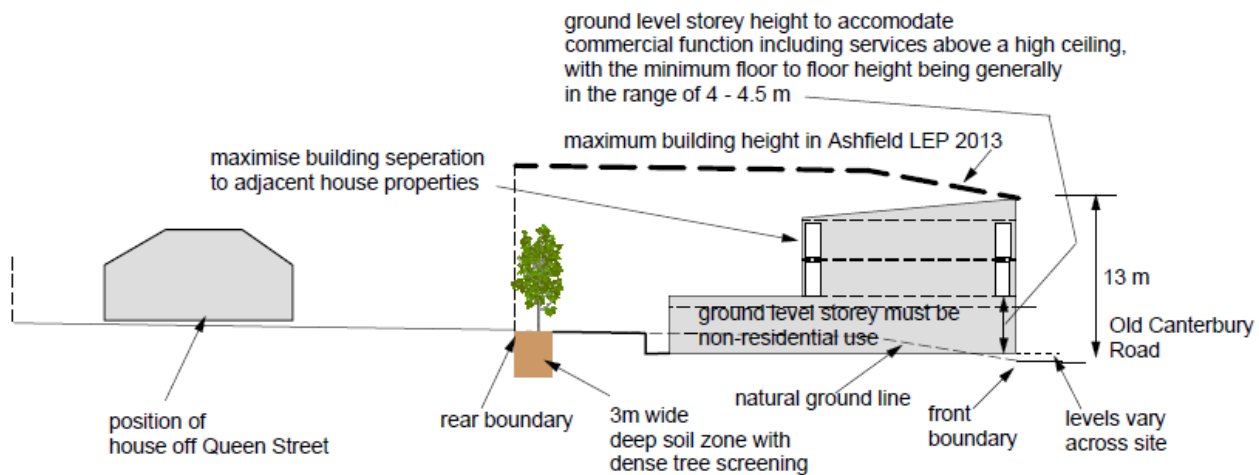 ground level storey height to accomodate
commercial function including services above a high ceiling,
with the minimum floor to floor height being generally
in the range of 4 - 4.5 m
maximum building height in Ashfield LEP 2013
maximise building seperation
to adjacent house properties
13 m
ground level storey must be
non-residential use
Old Canterbury
Road
position of
house off Queen Street
rear boundary
3m wide
deep soil zone with
dense tree screening
natural ground line
front
boundary
levels vary
across site